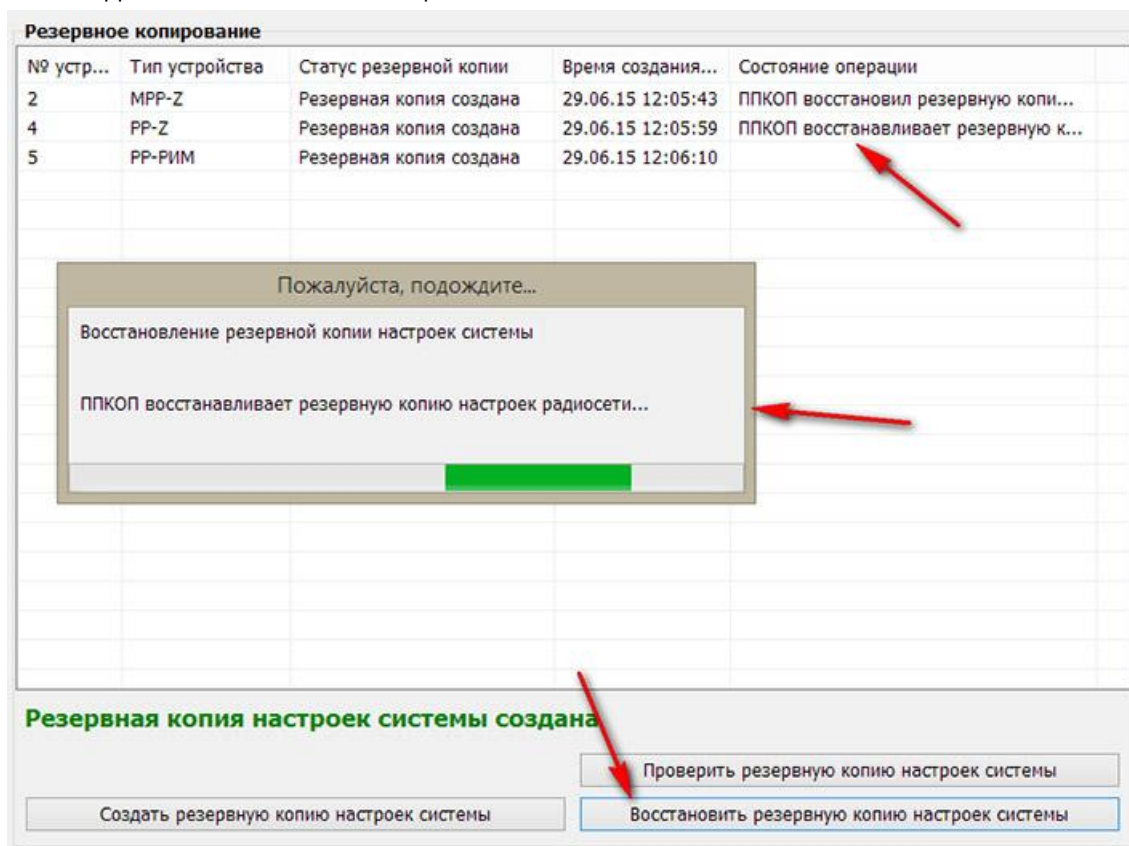 Резервное копирование
№ устр... Тип устройства Статус резервной копии Время создания... Состояние операции
2 МРР-Z Резервная копия создана 29.06.15 12:05:43 ППКОП восстановил резервную копи...
4 РР-Z Резервная копия создана 29.06.15 12:05:59 ППКОП восстанавливает резервную к...
5 РР-РИМ Резервная копия создана 29.06.15 12:06:10
Пожалуйста, подождите...
Восстановление резервной копии настроек системы
ППКОП восстанавливает резервную копию настроек радиосети...
Резервная копия настроек системы создана
Проверить резервную копию настроек системы
Создать резервную копию настроек системы Восстановить резервную копию настроек системы